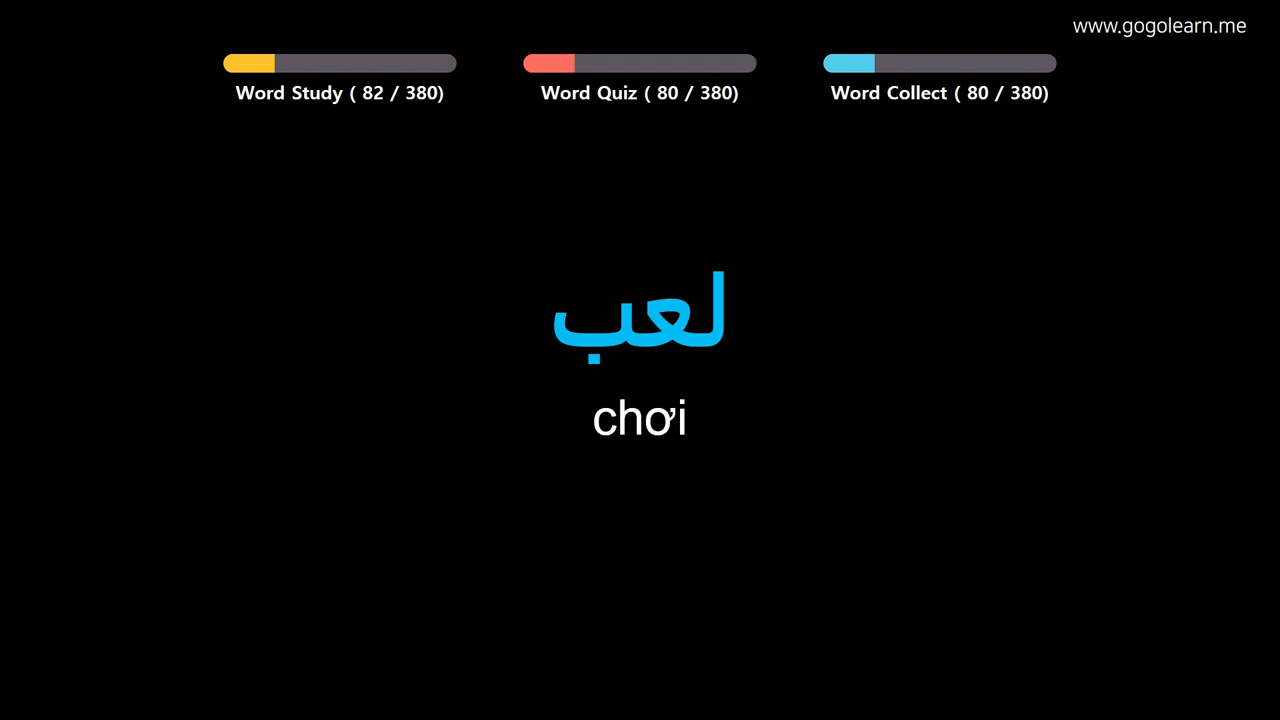 www.gogolearn.me
Word Study ( 82 / 380)
Word Quiz ( 80 / 380)
Word Collect ( 80 / 380)
لعب
chơi